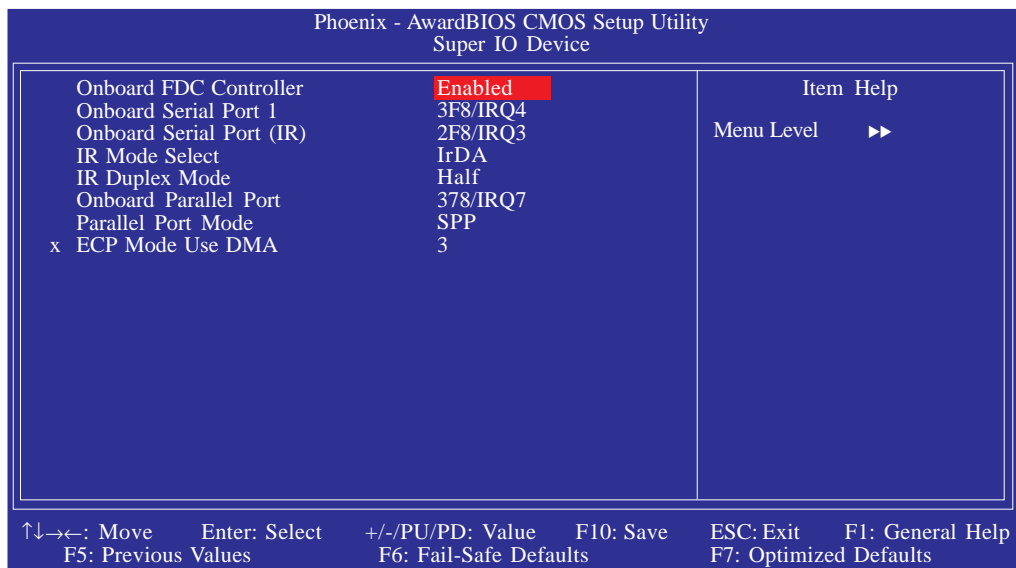 Phoenix - AwardBIOS CMOS Setup Utility
Super IO Device
Onboard FDC Controller Enabled
Onboard Serial Port 1 3F8/IRQ4
Onboard Serial Port (IR) 2F8/IRQ3
IR Mode Select IrDA
IR Duplex Mode Half
Onboard Parallel Port 378/IRQ7
Parallel Port Mode SPP
x ECP Mode Use DMA 3
Item Help
Menu Level ▶▶
↑↓→←: Move Enter: Select +/-/PU/PD: Value F10: Save ESC: Exit F1: General Help
F5: Previous Values F6: Fail-Safe Defaults F7: Optimized Defaults